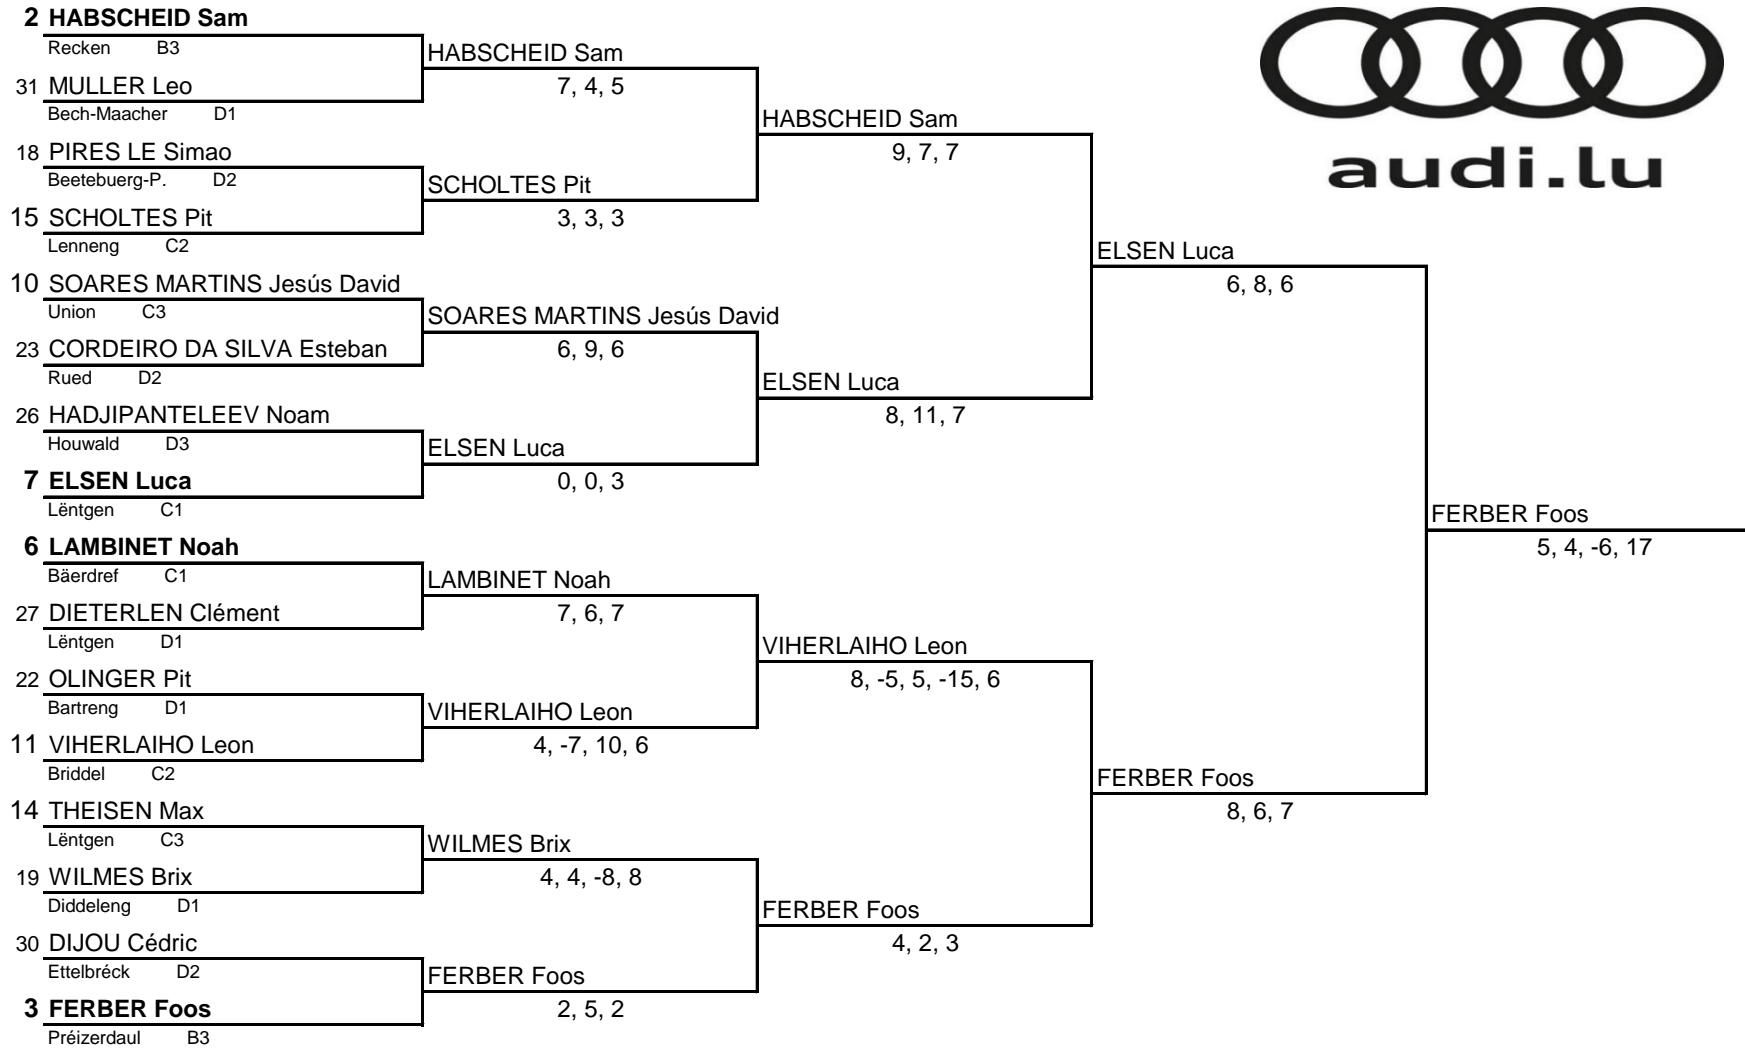 2 HABSCHEID Sam
Recken B3
31 MULLER Leo
Bech-Maacher D1
18 PIRES LE Simao
Beetebuerg-P. D2
15 SCHOLTES Pit
Lenneng C2
10 SOARES MARTINS Jesús David
Union C3
23 CORDEIRO DA SILVA Esteban
Rued D2
26 HADJIPANTELEEV Noam
Houwald D3
7 ELSEN Luca
Lëntgen C1
6 LAMBINET Noah
Bäerdref C1
27 DIETERLEN Clément
Lëntgen D1
22 OLINGER Pit
Bartreng D1
11 VIHERLAIHO Leon
Briddel C2
14 THEISEN Max
Lëntgen C3
19 WILMES Brix
Diddeleng D1
30 DIJOU Cédric
Ettelbréck D2
3 FERBER Foos
Préizerdaul B3
HABSCHEID Sam
7, 4, 5
SCHOLTES Pit
3, 3, 3
SOARES MARTINS Jesús David
6, 9, 6
ELSEN Luca
0, 0, 3
LAMBINET Noah
7, 6, 7
VIHERLAIHO Leon
4, -7, 10, 6
WILMES Brix
4, 4, -8, 8
FERBER Foos
2, 5, 2
HABSCHEID Sam
9, 7, 7
ELSEN Luca
8, 11, 7
VIHERLAIHO Leon
8, -5, 5, -15, 6
FERBER Foos
4, 2, 3
ELSEN Luca
6, 8, 6
FERBER Foos
8, 6, 7
FERBER Foos
5, 4, -6, 17
audi.lu